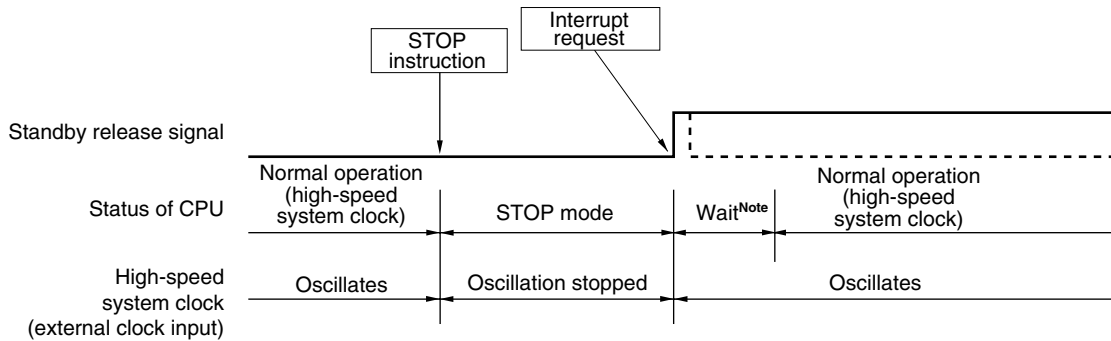 Interrupt
request
STOP
instruction
Standby release signal
Normal operation
(high-speed
system clock)
Normal operation
(high-speed
system clock)
Status of CPU
STOP mode
WaitNote
High-speed
system clock
(external clock input)
Oscillates
Oscillation stopped
Oscillates